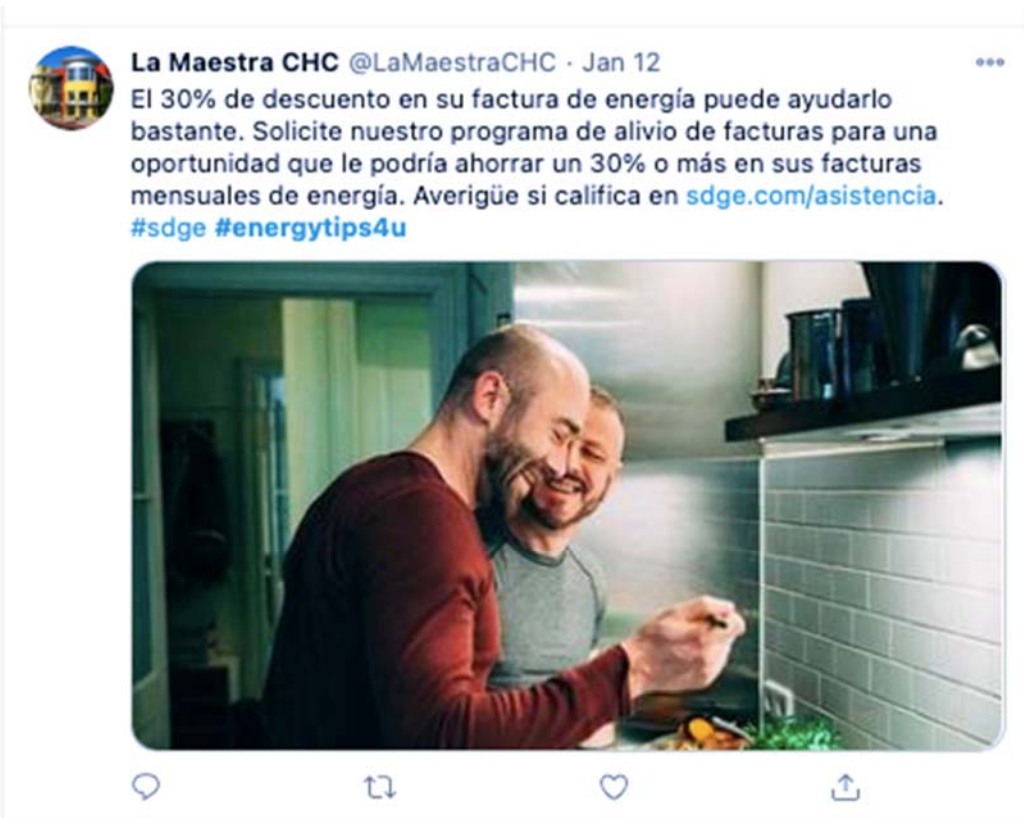 La Maestra CHC @LaMaestraCHC · Jan 12
El 30% de descuento en su factura de energía puede ayudarlo
bastante. Solicite nuestro programa de alivio de facturas para una
oportunidad que le podría ahorrar un 30% o más en sus facturas
mensuales de energía. Averigüe si califica en sdge.com/asistencia.
#sdge #energytips4u